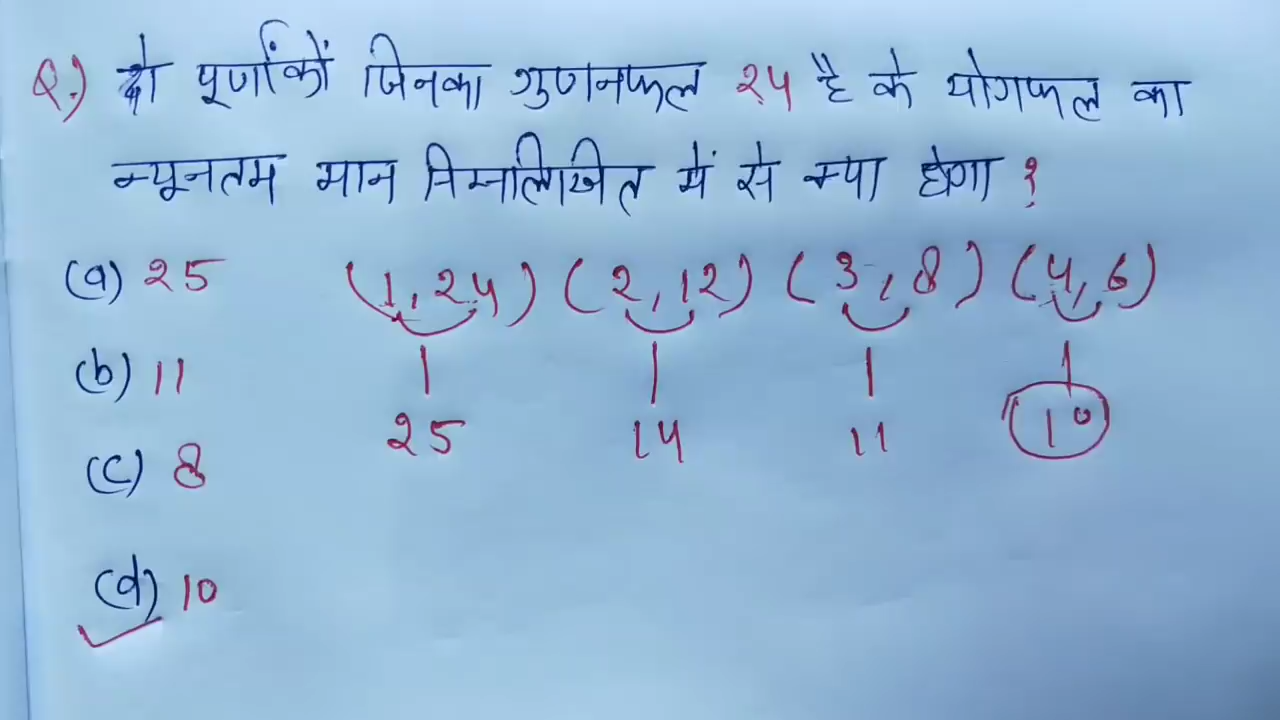 Q.) दो पूर्णांकों जिनका गुणनफल 24 है के योगफल का
न्यूनतम मान निम्नलिखित में से क्या होगा ?
(a) 25 (1, 24) (2, 12) (3, 8) (4, 6)
(b) 11
25 14 11 10
(c) 8
(d) 10